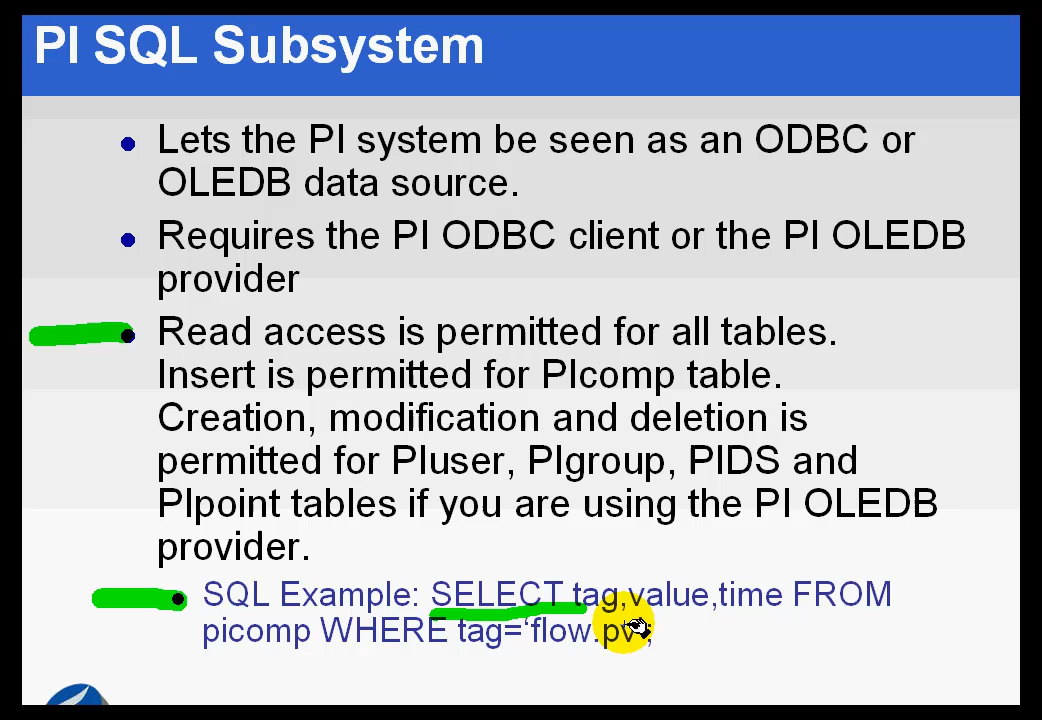 PI SQL Subsystem
Lets the PI system be seen as an ODBC or
OLEDB data source.
Requires the PI ODBC client or the PI OLEDB
provider
Read access is permitted for all tables.
Insert is permitted for PIcomp table.
Creation, modification and deletion is
permitted for PIuser, PIgroup, PIDS and
PIpoint tables if you are using the PI OLEDB
provider.
SQL Example: SELECT tag,value,time FROM
picomp WHERE tag=‘flow.pv’;